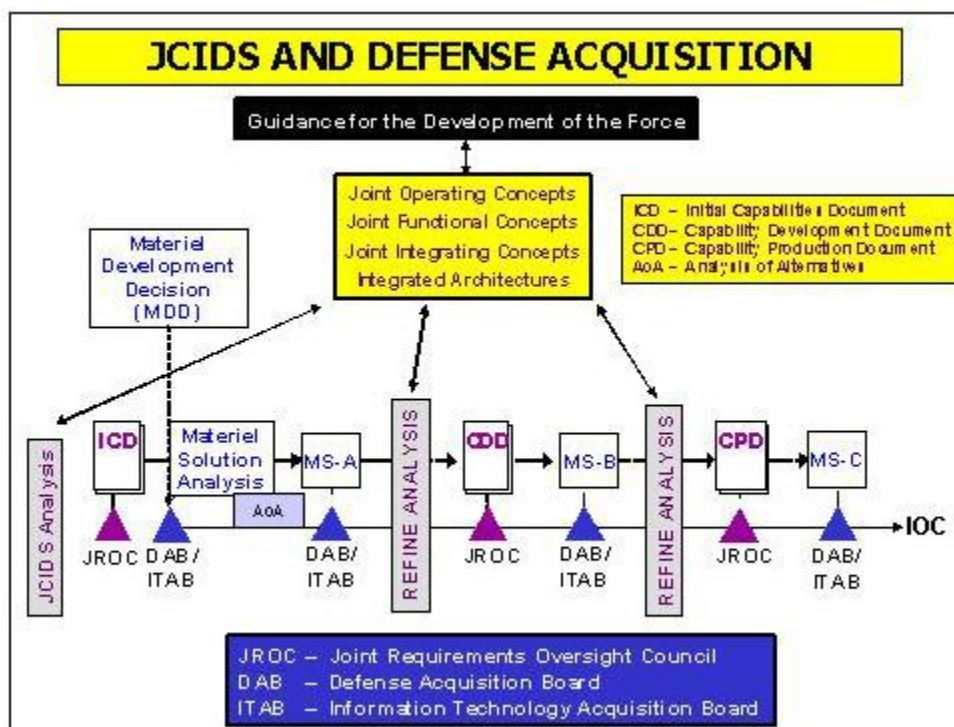 JCIDS AND DEFENSE ACQUISITION
Guidance for the Development of the Force
Joint Operating Concepts
Joint Functional Concepts
Joint Integrating Concepts
Integrated Architectures
ICD – Initial Capabilities Document
CDD– Capability Development Document
CPD – Capability Production Document
AoA – Analysis of Alternatives
Materiel
Development
Decision
(MDD)
JCIDS Analysis
ICD
Materiel
Solution
Analysis
AoA
MS-A
REFINE ANALYSIS
CDD
MS-B
REFINE ANALYSIS
CPD
MS-C
IOC
JROC
DAB/
ITAB
DAB/
ITAB
JROC
DAB/
ITAB
JROC
DAB/
ITAB
JROC – Joint Requirements Oversight Council
DAB – Defense Acquisition Board
ITAB – Information Technology Acquisition Board